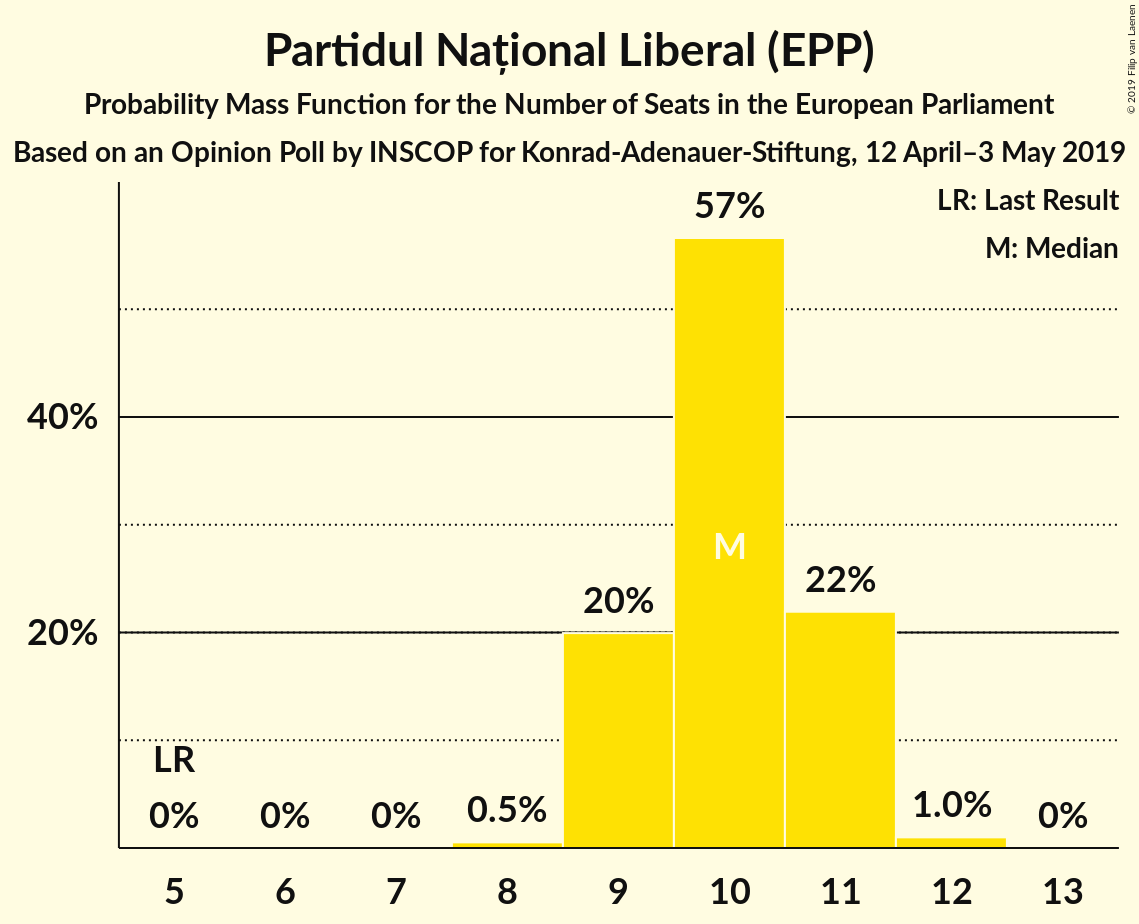 Partidul Național Liberal (EPP)
Probability Mass Function for the Number of Seats in the European Parliament
Based on an Opinion Poll by INSCOP for Konrad-Adenauer-Stiftung, 12 April–3 May 2019
© 2019 Filip van Laenen
LR: Last Result
M: Median
57%
40%
M
22%
20%
20%
LR
0% 0% 0% 0.5% 1.0% 0%
5 6 7 8 9 10 11 12 13